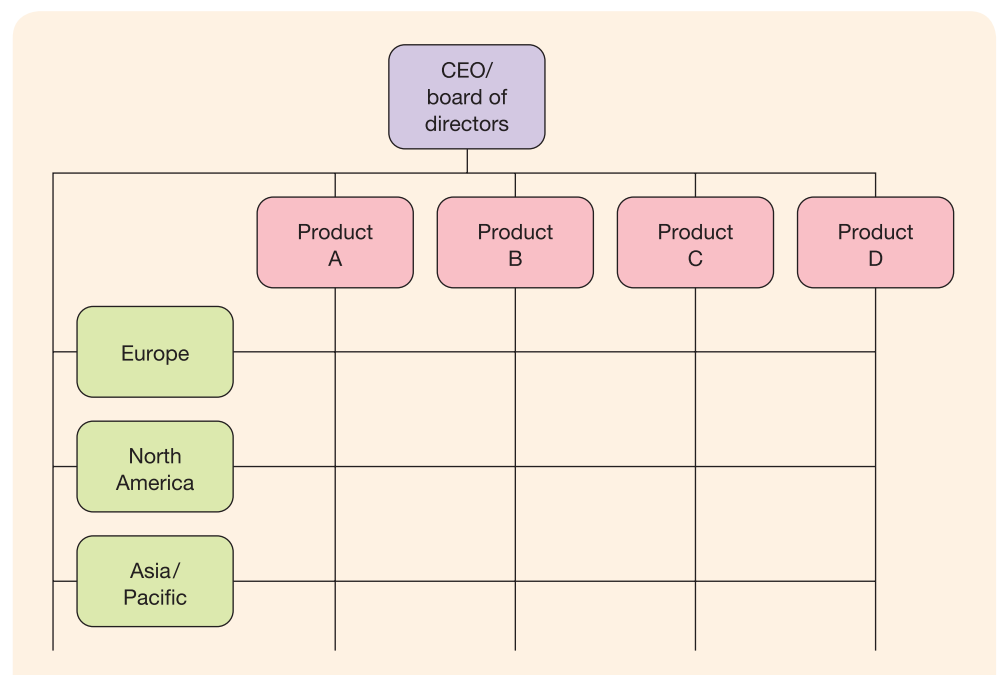 CEO/
board of
directors
Product
A
Product
B
Product
C
Product
D
Europe
North
America
Asia/
Pacific